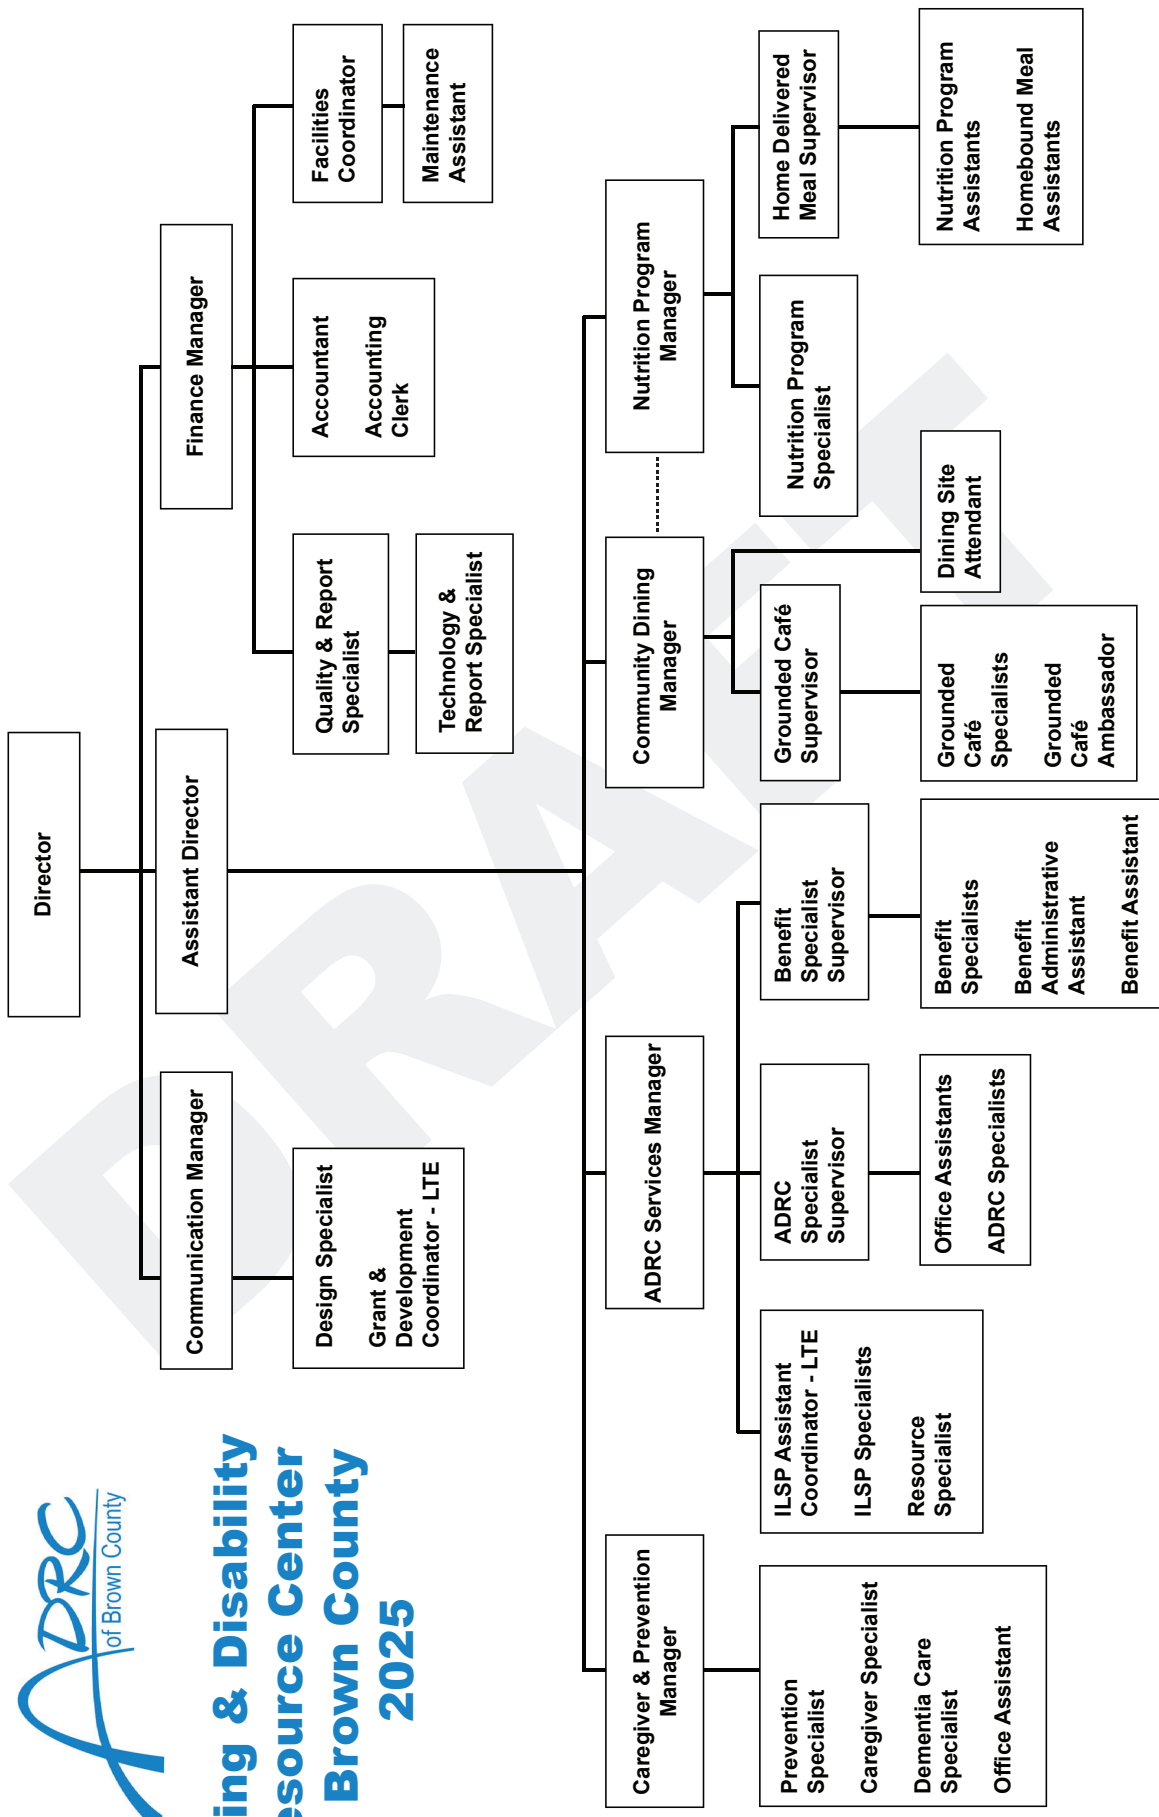 ADRC
of Brown County
ing & Disability
esource Center
Brown County
2025
Director
Communication Manager
Assistant Director
Finance Manager
Design Specialist
Grant &
Development
Coordinator - LTE
Quality & Report
Specialist
Technology &
Report Specialist
Accountant
Accounting
Clerk
Facilities
Coordinator
Maintenance
Assistant
Caregiver & Prevention
Manager
ADRC Services Manager
Community Dining
Manager
Nutrition Program
Manager
Prevention
Specialist
Caregiver Specialist
Dementia Care
Specialist
Office Assistant
ILSP Assistant
Coordinator - LTE
ILSP Specialists
Resource
Specialist
ADRC
Specialist
Supervisor
Office Assistants
ADRC Specialists
Benefit
Specialist
Supervisor
Benefit
Specialists
Benefit
Administrative
Assistant
Benefit Assistant
Grounded Café
Supervisor
Grounded
Café
Specialists
Grounded
Café
Ambassador
Dining Site
Attendant
Nutrition Program
Specialist
Home Delivered
Meal Supervisor
Nutrition Program
Assistants
Homebound Meal
Assistants
DRAFT